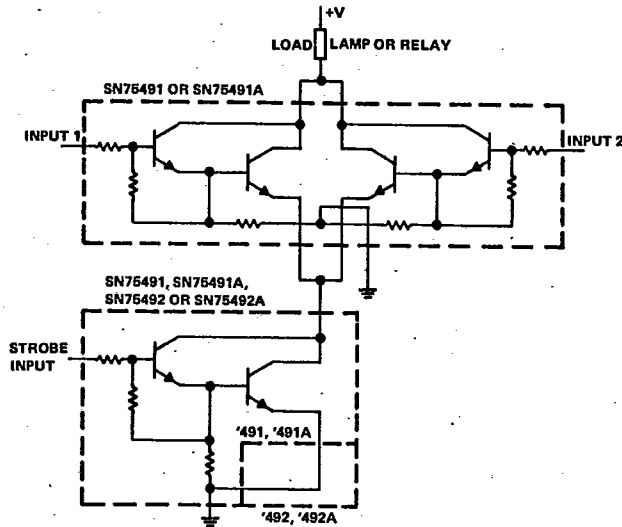 +V
LOAD
LAMP OR RELAY
SN75491 OR SN75491A
INPUT 1
INPUT 2
SN75491, SN75491A,
SN75492 OR SN75492A
STROBE
INPUT
'491, '491A
'492, '492A